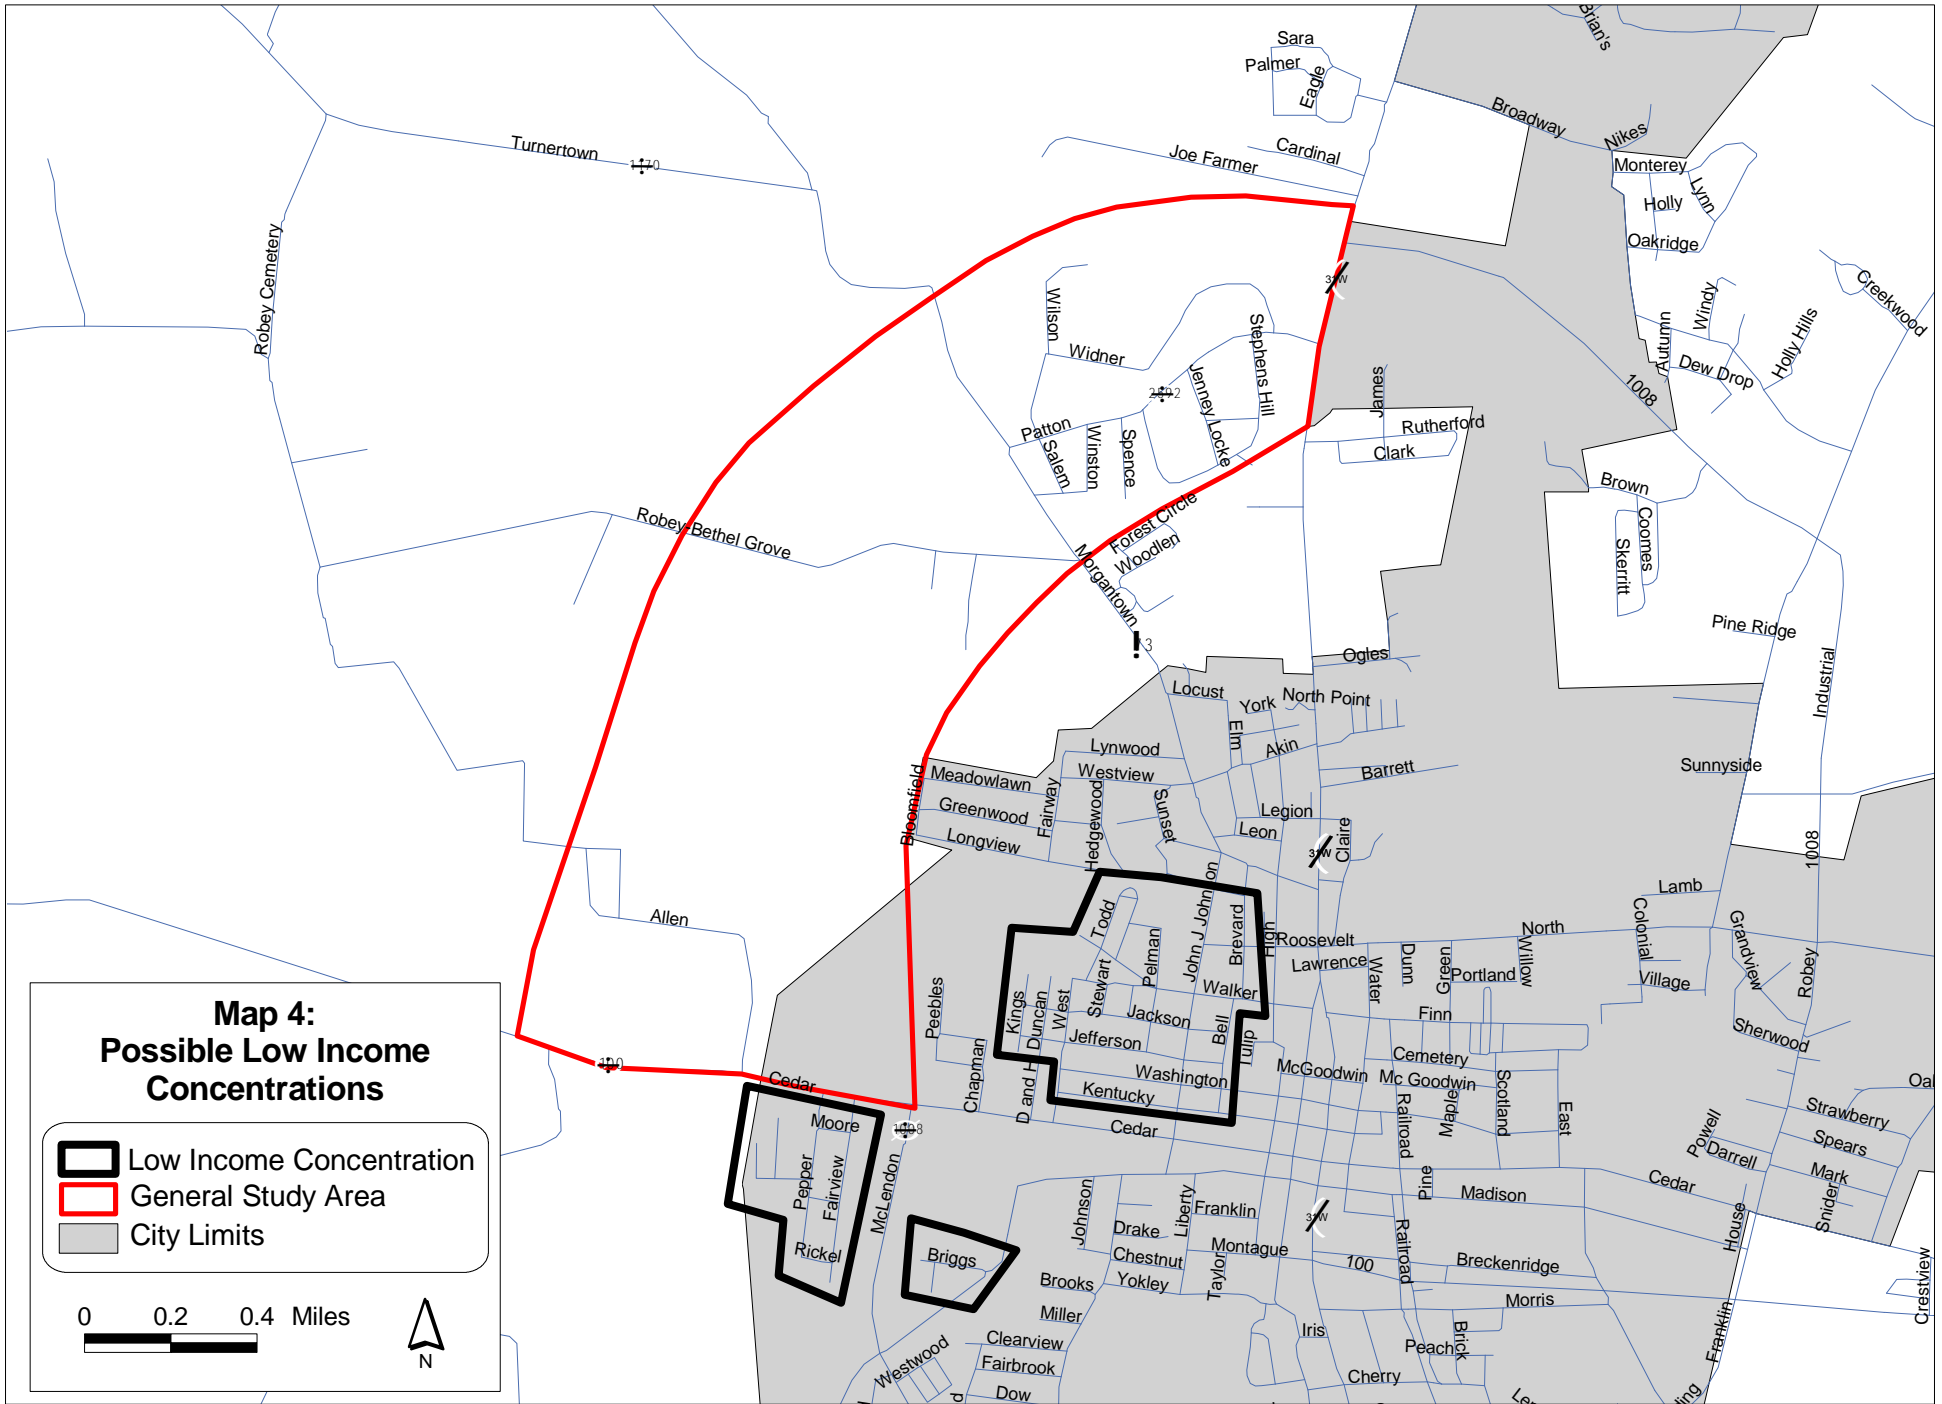 Brian's
Sara
Palmer
Eagle
Broadway
Nikes
Turnertown
1170
Joe Farmer
Cardinal
Monterey
Lynn
Holly
Oakridge
Robey Cemetery
31W
Creekwood
Wilson
Widner
Stephens Hill
Windy
Autumn
Holly Hills
Dew Drop
Jenney Locke
James
1008
Patton
Salem
Winston
Spence
Rutherford
Clark
Brown
Coomes
Skerritt
Robey-Bethel Grove
Forest Circle
Woodlen
Morgantown
Pine Ridge
Ogles
Industrial
Locust
York
North Point
Elm
Akin
Lynwood
Westview
Barrett
Sunnyside
Bloomfield
Meadowlawn
Greenwood
Longview
Fairway
Hedgewood
Sunset
Legion
Leon
Claire
31W
1008
Lamb
Allen
Todd
Pelman
Brevard
High
Roosevelt
Lawrence
Water
Dunn
Green
Portland
North
Willow
Colonial
Village
Grandview
Robey
Peebles
Kings
Duncan
West
Stewart
Walker
Jackson
Jefferson
Bell
Tulip
Finn
Sherwood
Cemetery
McGoodwin
Mc Goodwin
Washington
Kentucky
Chapman
D and H
Cedar
Cedar
Railroad
Maple
Scotland
East
Strawberry
Spears
Mark
Powell
Darrell
Snider
Moore
Pepper
Fairview
Rickel
McLendon
Briggs
Johnson
Liberty
Franklin
Drake
Chestnut
Montague
Yokley
Taylor
Brooks
Miller
31W
Pine
Madison
Cedar
House
Railroad
Breckenridge
100
Morris
Crestview
Franklin
Clearview
Fairbrook
Dow
Westwood
Iris
Peach
Brick
Cherry
Map 4:
Possible Low Income
Concentrations
Low Income Concentration
General Study Area
City Limits
0 0.2 0.4 Miles
N